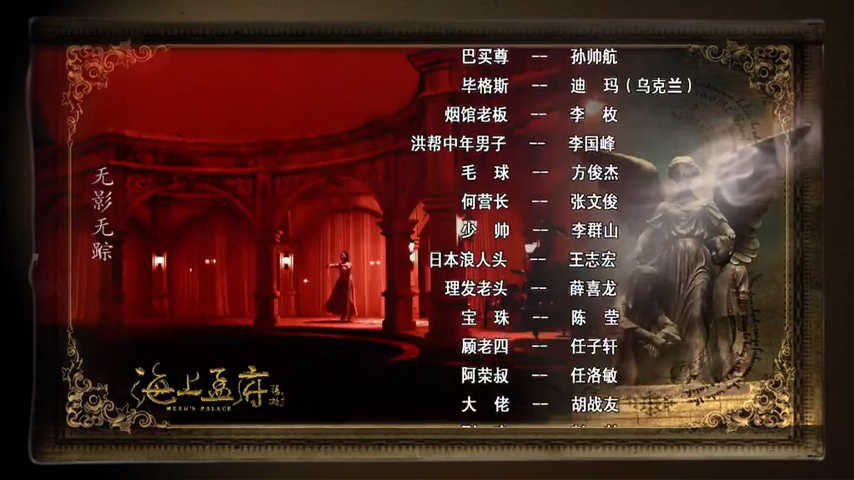 巴买尊 -- 孙帅航
毕格斯 -- 迪 玛（乌克兰）
烟馆老板 -- 李 枚
洪帮中年男子 -- 李国峰
毛 球 -- 方俊杰
何营长 -- 张文俊
少 帅 -- 李群山
日本浪人头 -- 王志宏
理发老头 -- 薛喜龙
宝 珠 -- 陈 莹
顾老四 -- 任子轩
阿荣叔 -- 任洛敏
大 佬 -- 胡战友
无影无踪
海上孟府
MENG'S PALACE